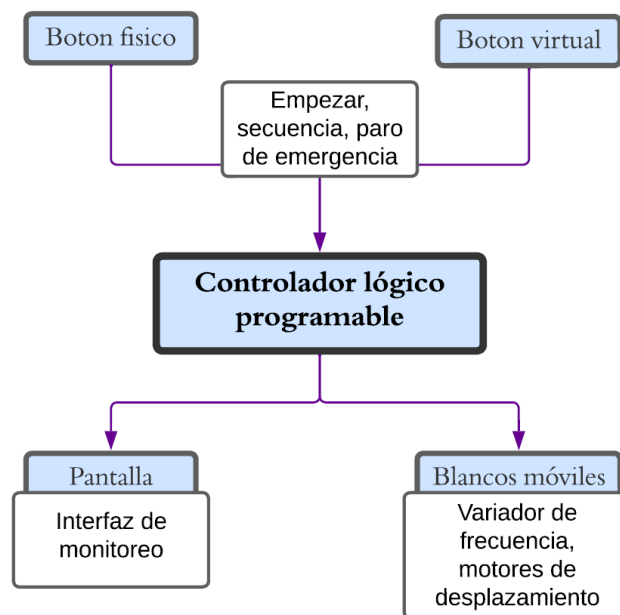 Boton fisico
Boton virtual
Empezar,
secuencia, paro
de emergencia
Controlador lógico
programable
Pantalla
Interfaz de
monitoreo
Blancos móviles
Variador de
frecuencia,
motores de
desplazamiento